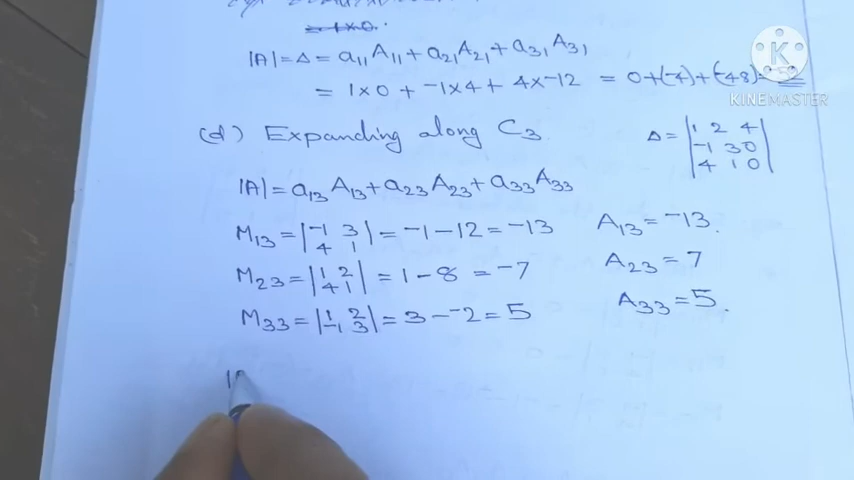 = 1×0.
|A| = Δ = a₁₁A₁₁ + a₂₁A₂₁ + a₃₁A₃₁
= 1×0 + -1×4 + 4×-12 = 0+(-4)+(-48)=
(d) Expanding along C₃
Δ = |1 2 4|
|-1 3 0|
|4 1 0|
|A| = a₁₃A₁₃ + a₂₃A₂₃ + a₃₃A₃₃
M₁₃ = |-1 3| = -1-12 = -13 A₁₃ = -13.
|4 1|
M₂₃ = |1 2| = 1-8 = -7 A₂₃ = 7
|4 1|
M₃₃ = |1 2| = 3--2 = 5 A₃₃ = 5.
|-1 3|
K
KINEMASTER